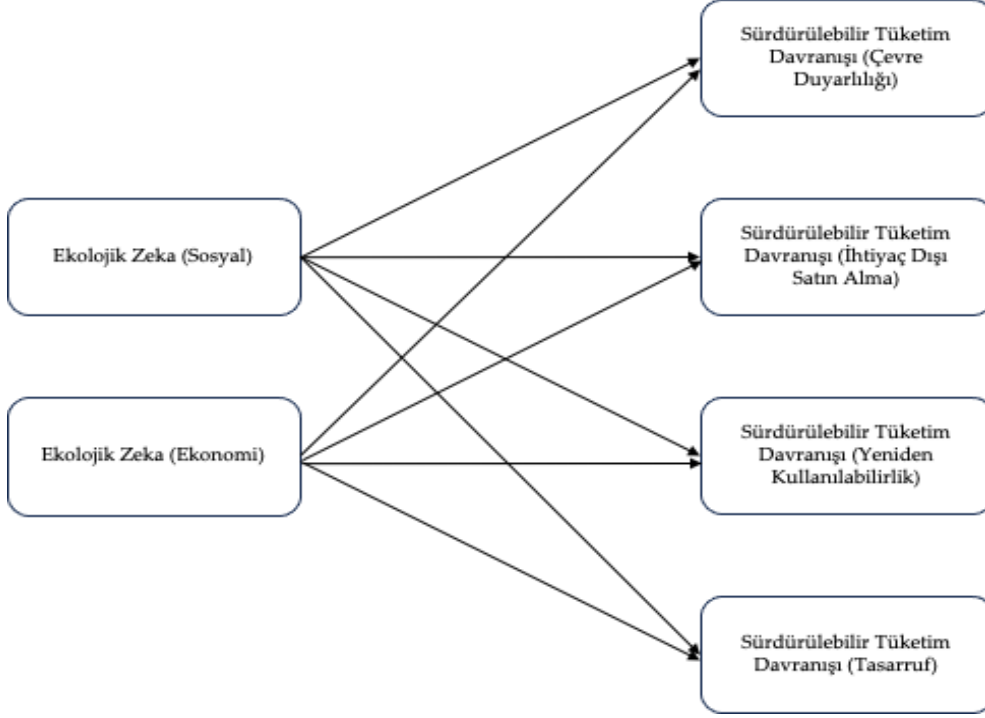 Sürdürülebilir Tüketim
Davranışı (Çevre
Duyarlılığı)
Ekolojik Zeka (Sosyal)
Sürdürülebilir Tüketim
Davranışı (İhtiyaç Dışı
Satın Alma)
Ekolojik Zeka (Ekonomi)
Sürdürülebilir Tüketim
Davranışı (Yeniden
Kullanılabilirlik)
Sürdürülebilir Tüketim
Davranışı (Tasarruf)